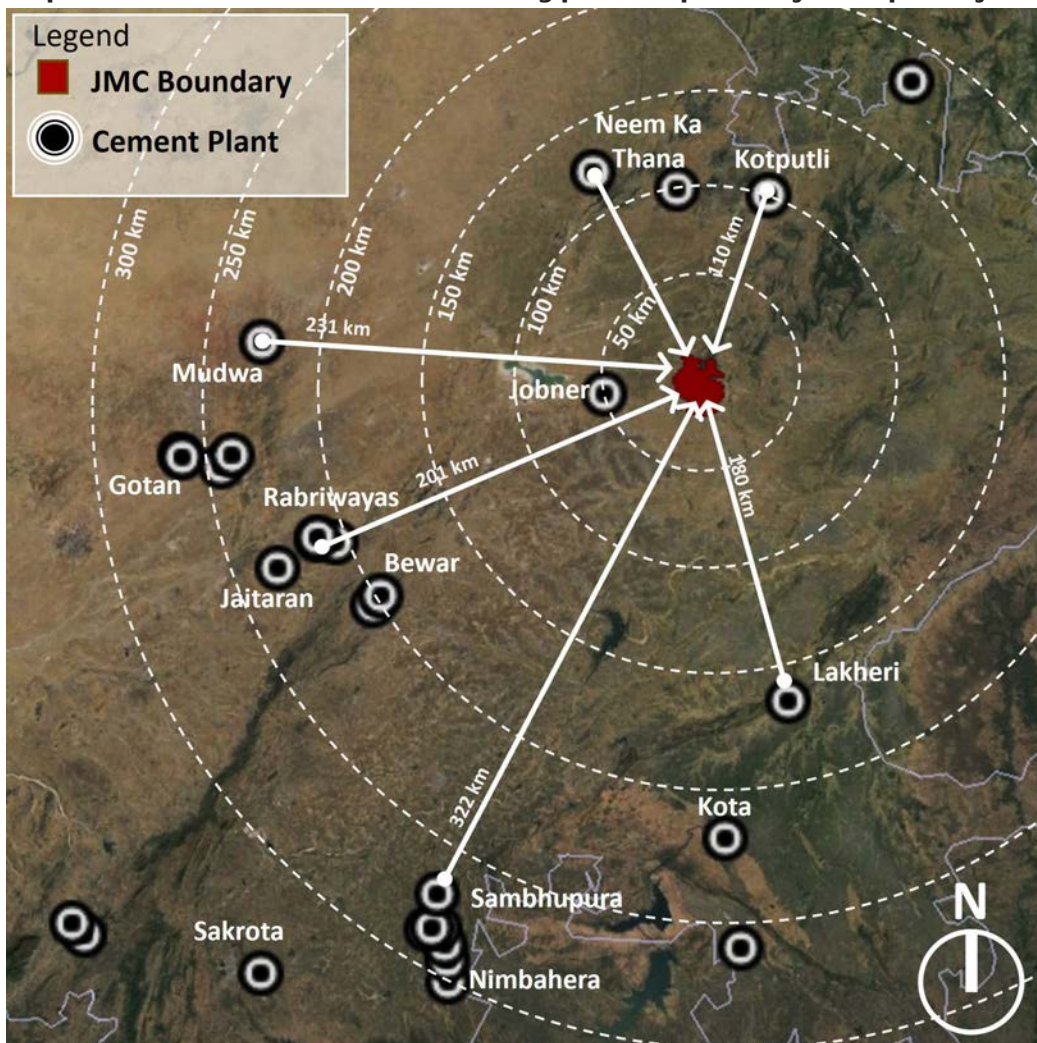 Legend
JMC Boundary
Cement Plant
Neem Ka
Thana
Kotputli
300 km
250 km
200 km
150 km
100 km
50 km
110 km
231 km
Mudwa
Jobner
Gotan
201 km
180 km
Rabriwayas
Bewar
Jaitaran
Lakheri
322 km
Kota
Sambhupura
Sakrota
Nimbahera
N